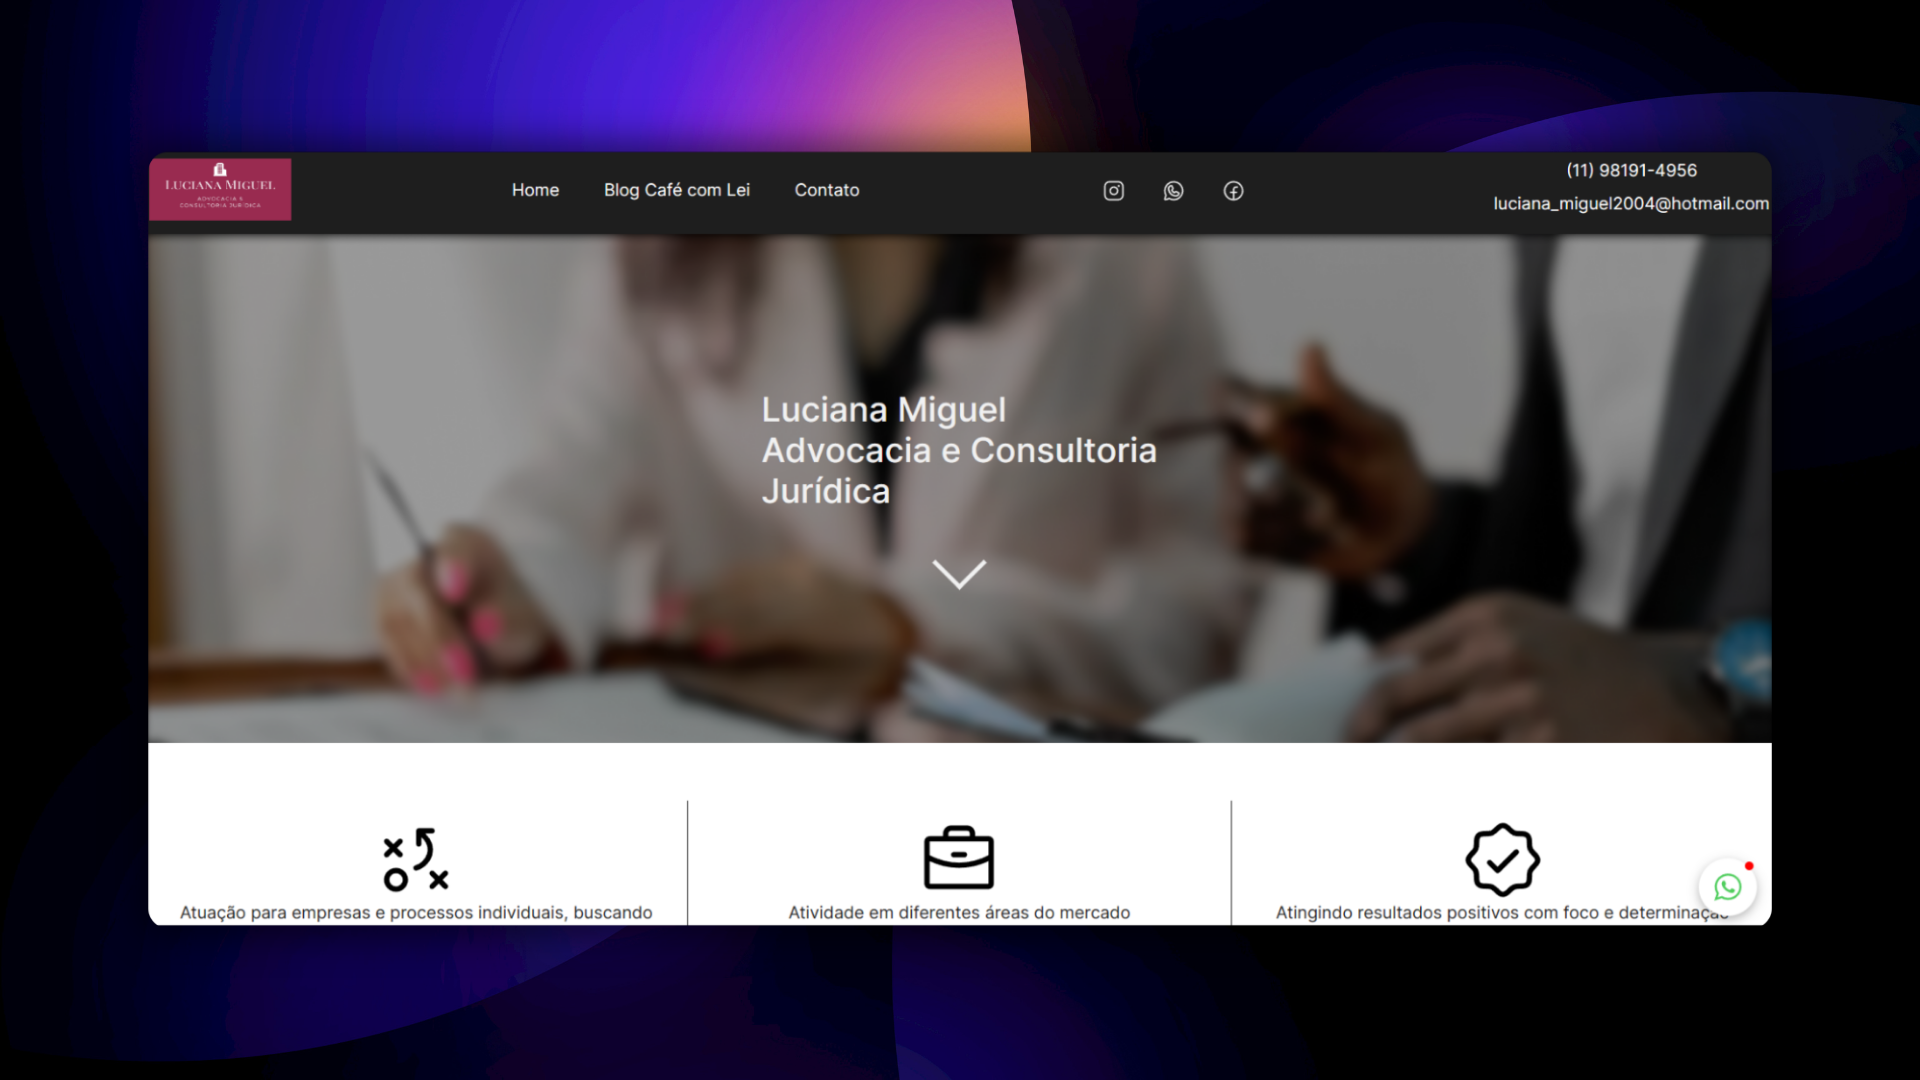 LUCIANA MIGUEL
ADVOCACIA E
CONSULTORIA JURÍDICA
Home
Blog Café com Lei
Contato
(11) 98191-4956
luciana_miguel2004@hotmail.com
Luciana Miguel
Advocacia e Consultoria
Jurídica
Atuação para empresas e processos individuais, buscando
Atividade em diferentes áreas do mercado
Atingindo resultados positivos com foco e determinação